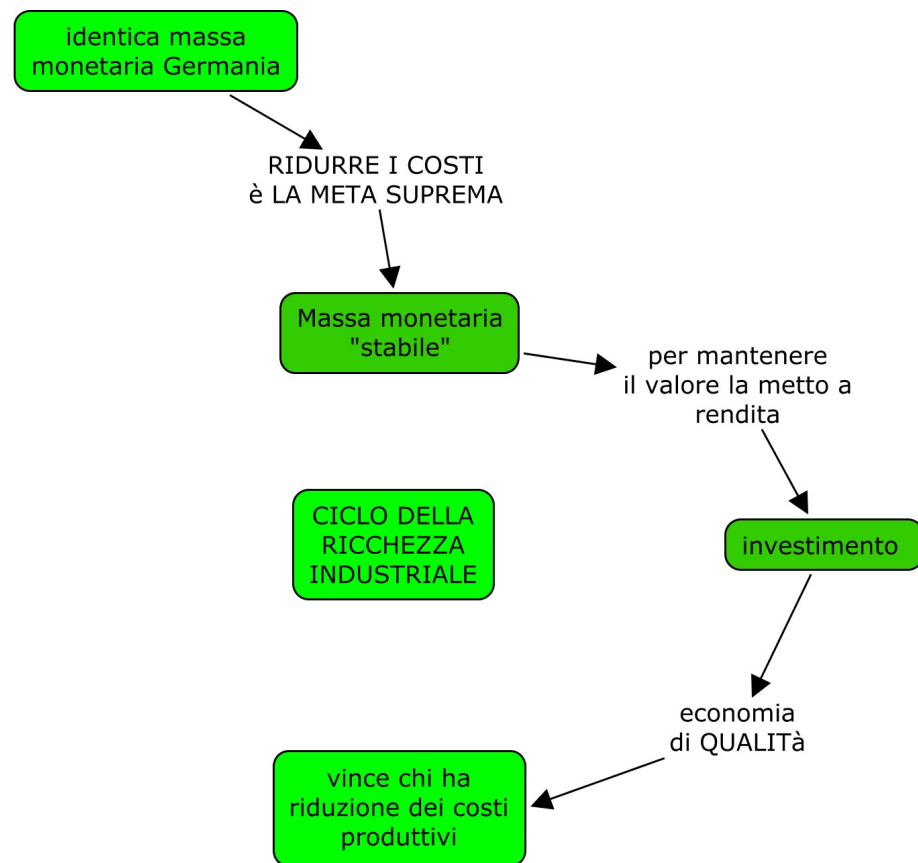 identica massa
monetaria Germania
RIDURRE I COSTI
è LA META SUPREMA
Massa monetaria
"stabile"
per mantenere
il valore la metto a
rendita
CICLO DELLA
RICCHEZZA
INDUSTRIALE
investimento
economia
di QUALITà
vince chi ha
riduzione dei costi
produttivi